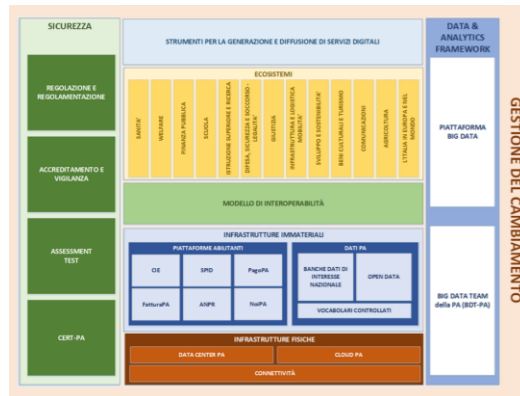 SICUREZZA
REGOLAZIONE E
REGOLAMENTAZIONE
ACCREDITAMENTO E
VIGILANZA
ASSESSMENT
TEST
CERT-PA
STRUMENTI PER LA GENERAZIONE E DIFFUSIONE DI SERVIZI DIGITALI
ECOSISTEMI
SANITA'
WELFARE
FINANZA PUBBLICA
SCUOLA
ISTRUZIONE SUPERIORE E RICERCA
DIFESA, SICUREZZA E SOCCORSO -
LEGALITA'
GIUSTIZIA
INFRASTRUTTURA E LOGISTICA
MOBILITA'
SVILUPPO E SOSTENIBILITA'
BENI CULTURALI E TURISMO
COMUNICAZIONI
AGRICOLTURA
L'ITALIA IN EUROPA E NEL
MONDO
MODELLO DI INTEROPERABILITÀ
INFRASTRUTTURE IMMATERIALI
PIATTAFORME ABILITANTI
CIE
SPID
PagoPA
FatturaPA
ANPR
NoiPA
DATI PA
BANCHE DATI DI
INTERESSE
NAZIONALE
OPEN DATA
VOCABOLARI CONTROLLATI
INFRASTRUTTURE FISICHE
DATA CENTER PA
CLOUD PA
CONNETTIVITÀ
DATA &
ANALYTICS
FRAMEWORK
PIATTAFORMA
BIG DATA
BIG DATA TEAM
della PA (BDT-PA)
GESTIONE DEL CAMBIAMENTO